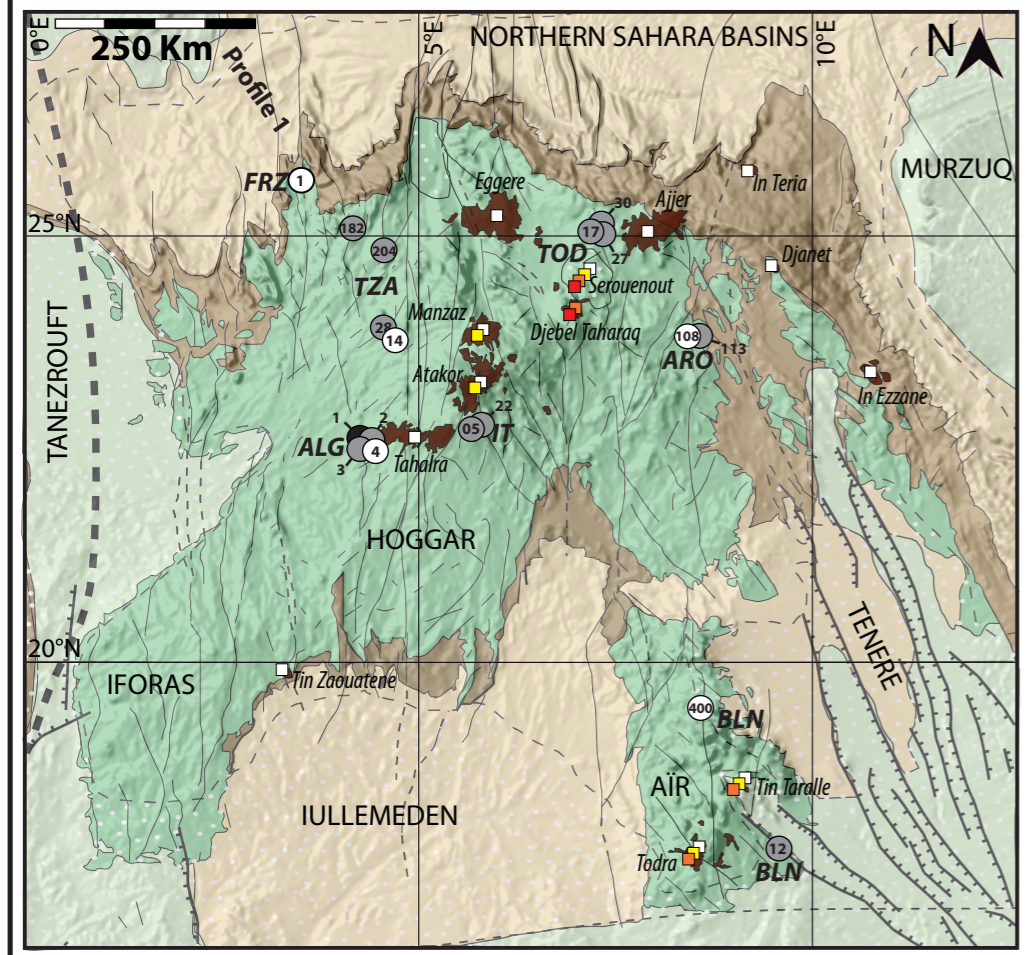 0°E
250 Km
5°E
NORTHERN SAHARA BASINS
10°E
N
Profile 1
MURZUQ
FRZ
1
In Teria
Eggere
Ajjer
30
182
25°N
17
204
TOD
27
Djanet
TZA
Serouenout
TANEZROUFT
Manzaz
28
14
Djebel Taharaq
108
ARO
113
Atakor
In Ezzane
1
2
22
05
IT
ALG
3
4
Tahalra
HOGGAR
TENERE
20°N
Tin Zaouatene
IFORAS
400
BLN
AÏR
Tin Taralle
IULLEMEDEN
12
Todra
BLN